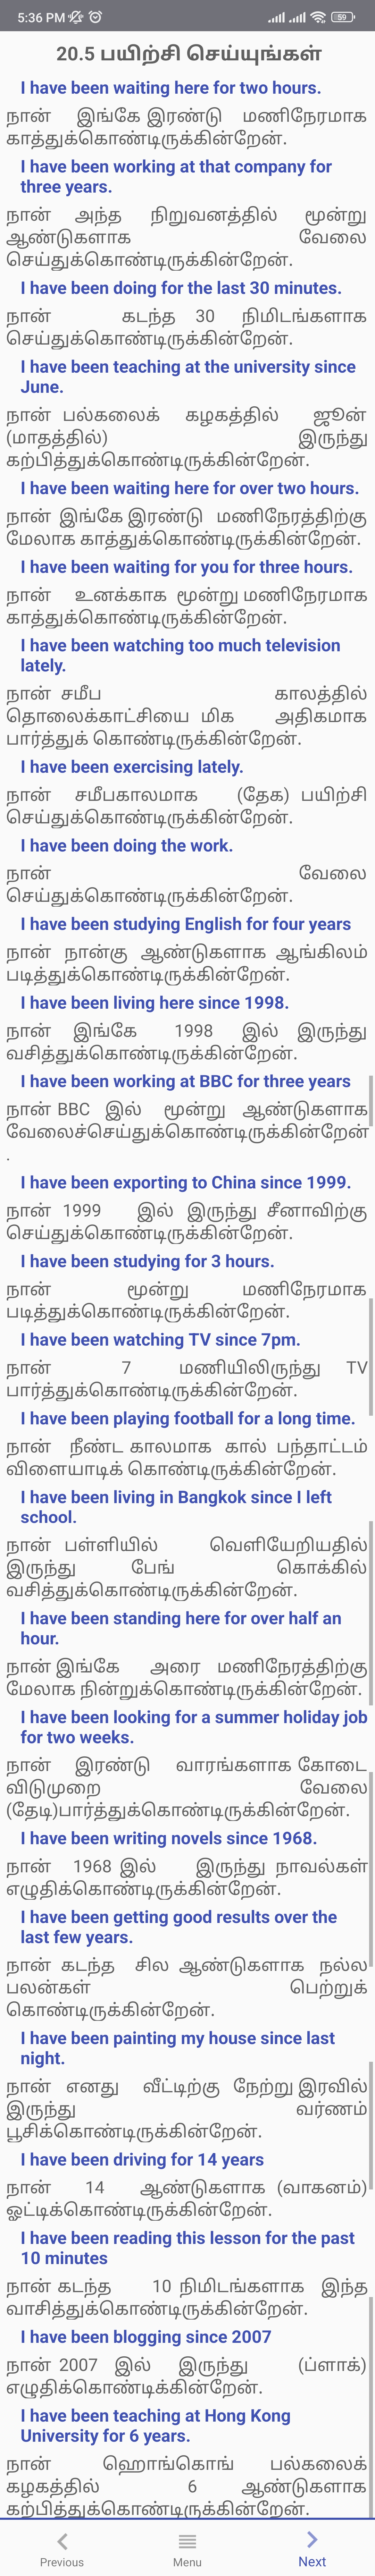 5:36 PM
59
20.5 பயிற்சி செய்யுங்கள்
I have been waiting here for two hours.
நான் இங்கே இரண்டு மணிநேரமாக
காத்துக்கொண்டிருக்கின்றேன்.
I have been working at that company for
three years.
நான் அந்த நிறுவனத்தில் மூன்று
ஆண்டுகளாக வேலை
செய்துக்கொண்டிருக்கின்றேன்.
I have been doing for the last 30 minutes.
நான் கடந்த 30 நிமிடங்களாக
செய்துக்கொண்டிருக்கின்றேன்.
I have been teaching at the university since
June.
நான் பல்கலைக் கழகத்தில் ஜூன்
(மாதத்தில்) இருந்து
கற்பித்துக்கொண்டிருக்கின்றேன்.
I have been waiting here for over two hours.
நான் இங்கே இரண்டு மணிநேரத்திற்கு
மேலாக காத்துக்கொண்டிருக்கின்றேன்.
I have been waiting for you for three hours.
நான் உனக்காக மூன்று மணிநேரமாக
காத்துக்கொண்டிருக்கின்றேன்.
I have been watching too much television
lately.
நான் சமீப காலத்தில்
தொலைக்காட்சியை மிக அதிகமாக
பார்த்துக் கொண்டிருக்கின்றேன்.
I have been exercising lately.
நான் சமீபகாலமாக (தேக) பயிற்சி
செய்துக்கொண்டிருக்கின்றேன்.
I have been doing the work.
நான் வேலை
செய்துக்கொண்டிருக்கின்றேன்.
I have been studying English for four years
நான் நான்கு ஆண்டுகளாக ஆங்கிலம்
படித்துக்கொண்டிருக்கின்றேன்.
I have been living here since 1998.
நான் இங்கே 1998 இல் இருந்து
வசித்துக்கொண்டிருக்கின்றேன்.
I have been working at BBC for three years
நான் BBC இல் மூன்று ஆண்டுகளாக
வேலைச்செய்துக்கொண்டிருக்கின்றேன்
.
I have been exporting to China since 1999.
நான் 1999 இல் இருந்து சீனாவிற்கு
செய்துக்கொண்டிருக்கின்றேன்.
I have been studying for 3 hours.
நான் மூன்று மணிநேரமாக
படித்துக்கொண்டிருக்கின்றேன்.
I have been watching TV since 7pm.
நான் 7 மணியிலிருந்து TV
பார்த்துக்கொண்டிருக்கின்றேன்.
I have been playing football for a long time.
நான் நீண்ட காலமாக கால் பந்தாட்டம்
விளையாடிக் கொண்டிருக்கின்றேன்.
I have been living in Bangkok since I left
school.
நான் பள்ளியில் வெளியேறியதில்
இருந்து பேங் கொக்கில்
வசித்துக்கொண்டிருக்கின்றேன்.
I have been standing here for over half an
hour.
நான் இங்கே அரை மணிநேரத்திற்கு
மேலாக நின்றுக்கொண்டிருக்கின்றேன்.
I have been looking for a summer holiday job
for two weeks.
நான் இரண்டு வாரங்களாக கோடை
விடுமுறை வேலை
(தேடி)பார்த்துக்கொண்டிருக்கின்றேன்.
I have been writing novels since 1968.
நான் 1968 இல் இருந்து நாவல்கள்
எழுதிக்கொண்டிருக்கின்றேன்.
I have been getting good results over the
last few years.
நான் கடந்த சில ஆண்டுகளாக நல்ல
பலன்கள் பெற்றுக்
கொண்டிருக்கின்றேன்.
I have been painting my house since last
night.
நான் எனது வீட்டிற்கு நேற்று இரவில்
இருந்து வர்ணம்
பூசிக்கொண்டிருக்கின்றேன்.
I have been driving for 14 years
நான் 14 ஆண்டுகளாக (வாகனம்)
ஓட்டிக்கொண்டிருக்கின்றேன்.
I have been reading this lesson for the past
10 minutes
நான் கடந்த 10 நிமிடங்களாக இந்த
வாசித்துக்கொண்டிருக்கின்றேன்.
I have been blogging since 2007
நான் 2007 இல் இருந்து (ப்ளாக்)
எழுதிக்கொண்டிக்கின்றேன்.
I have been teaching at Hong Kong
University for 6 years.
நான் ஹொங்கொங் பல்கலைக்
கழகத்தில் 6 ஆண்டுகளாக
கற்பித்துக்கொண்டிருக்கின்றேன்.
Previous
Menu
Next